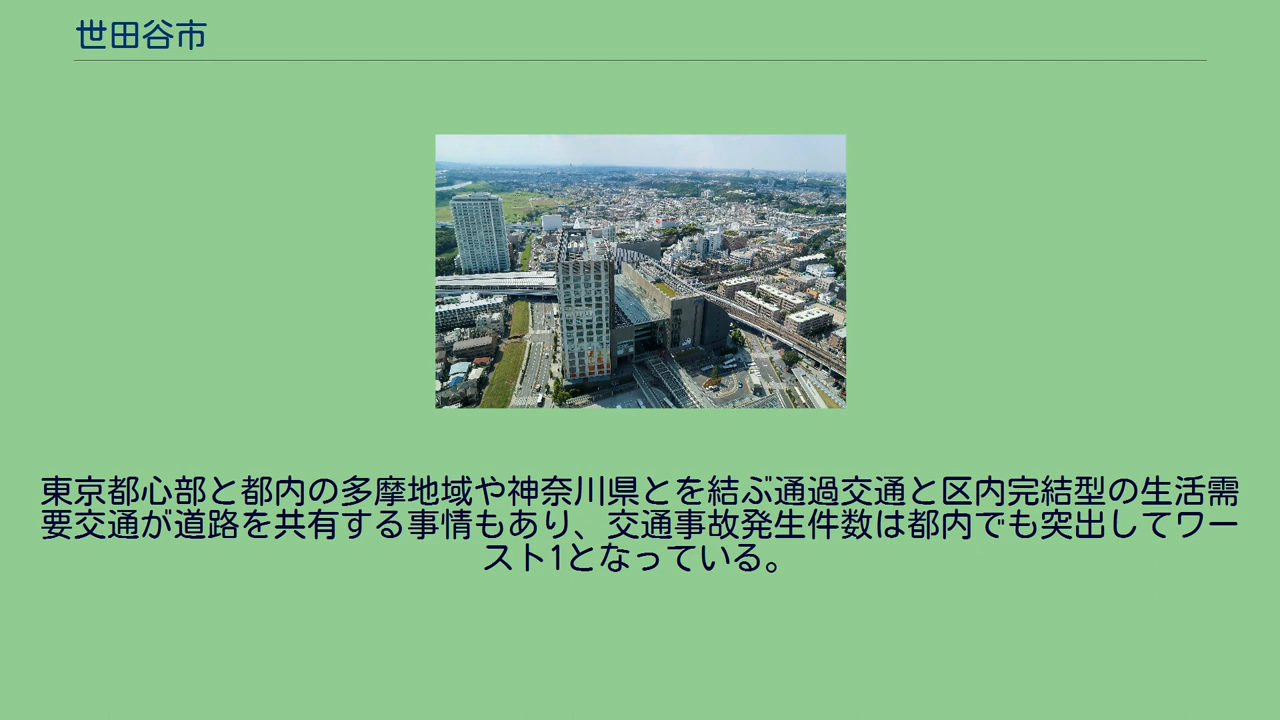 世田谷市
東京都心部と都内の多摩地域や神奈川県とを結ぶ通過交通と区内完結型の生活需
要交通が道路を共有する事情もあり、交通事故発生件数は都内でも突出してワー
スト1となっている。